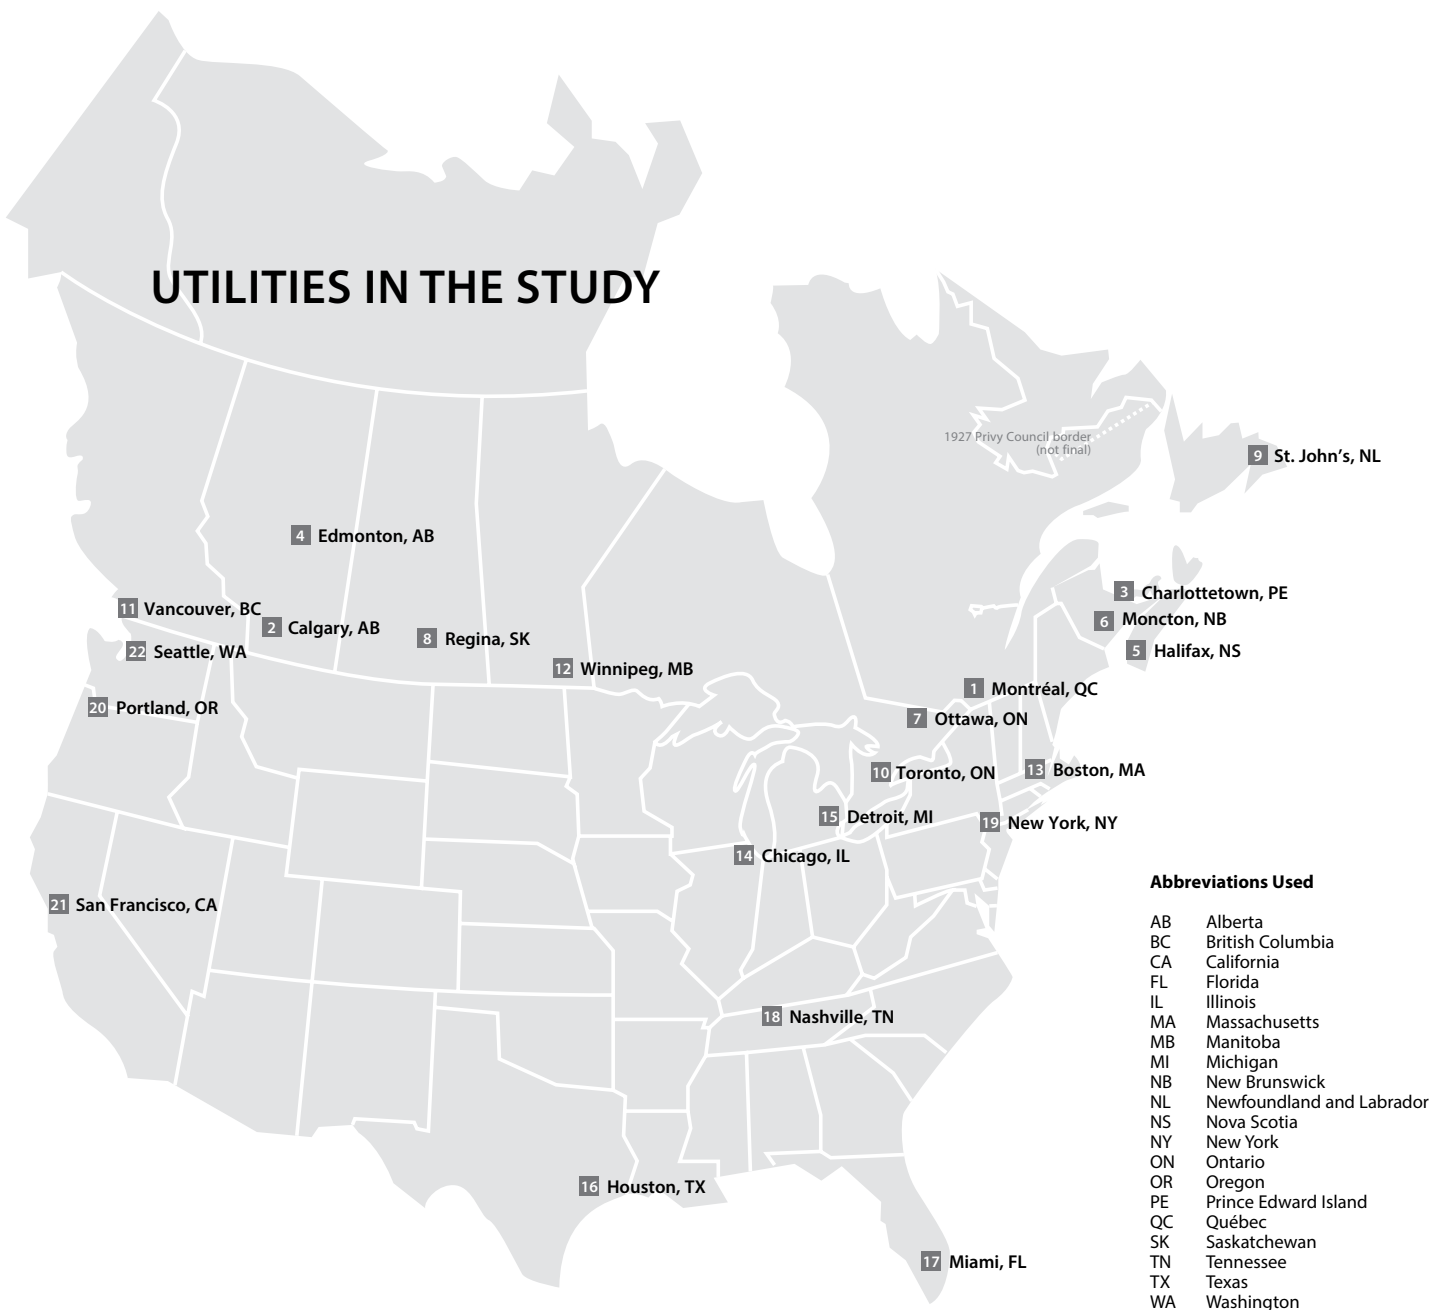 UTILITIES IN THE STUDY
1927 Privy Council border
(not final)
9 St. John’s, NL
4 Edmonton, AB
3 Charlottetown, PE
11 Vancouver, BC
6 Moncton, NB
2 Calgary, AB
8 Regina, SK
5 Halifax, NS
22 Seattle, WA
12 Winnipeg, MB
1 Montréal, QC
20 Portland, OR
7 Ottawa, ON
10 Toronto, ON
13 Boston, MA
15 Detroit, MI
19 New York, NY
14 Chicago, IL
21 San Francisco, CA
18 Nashville, TN
16 Houston, TX
17 Miami, FL
Abbreviations Used
AB Alberta
BC British Columbia
CA California
FL Florida
IL Illinois
MA Massachusetts
MB Manitoba
MI Michigan
NB New Brunswick
NL Newfoundland and Labrador
NS Nova Scotia
NY New York
ON Ontario
OR Oregon
PE Prince Edward Island
QC Québec
SK Saskatchewan
TN Tennessee
TX Texas
WA Washington